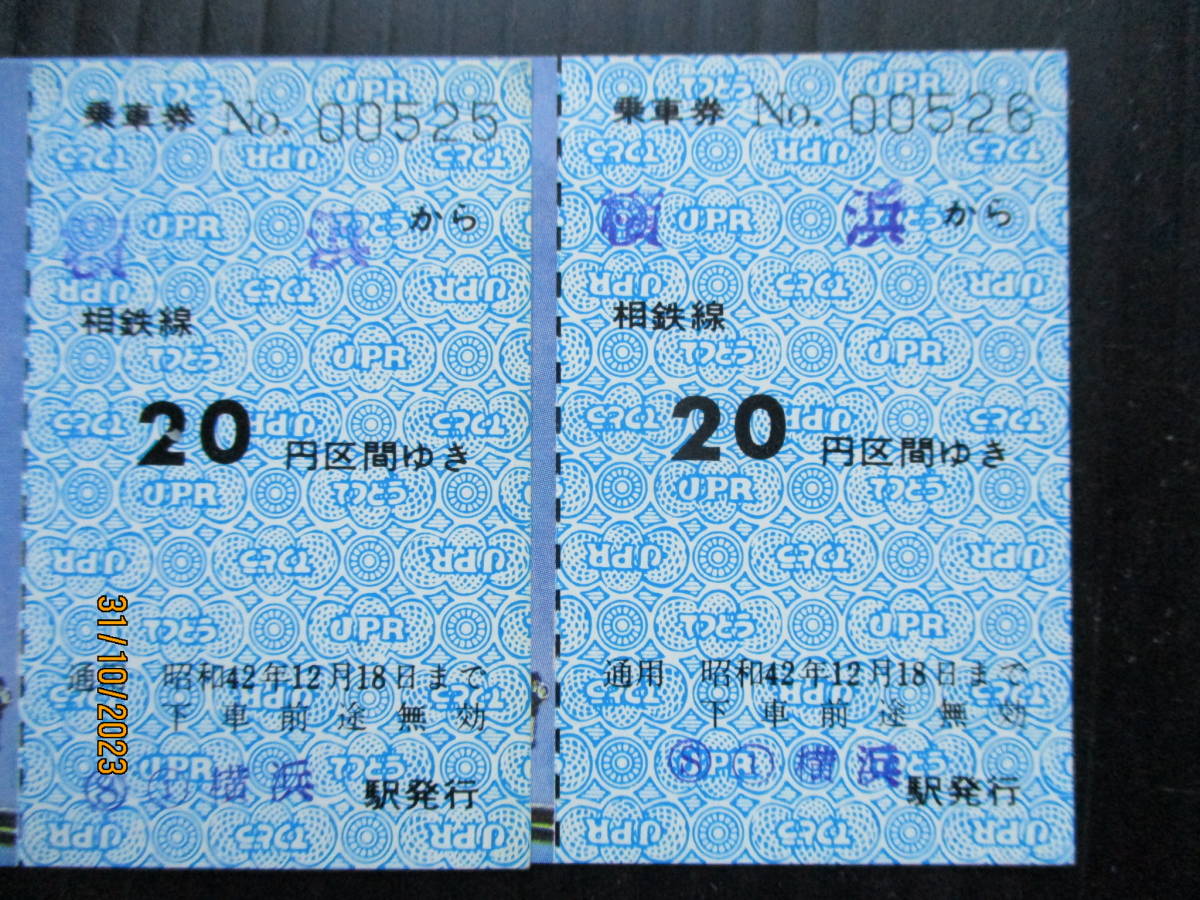 乗車券 No. 00525
横 浜 から
相鉄線
20 円区間ゆき
通用 昭和42年12月18日まで
下車前途無効
Ⓢ ① 横浜 駅発行
31/10/2023
乗車券 No. 00526
横 浜 から
相鉄線
20 円区間ゆき
通用 昭和42年12月18日まで
下車前途無効
Ⓢ ① 横浜 駅発行